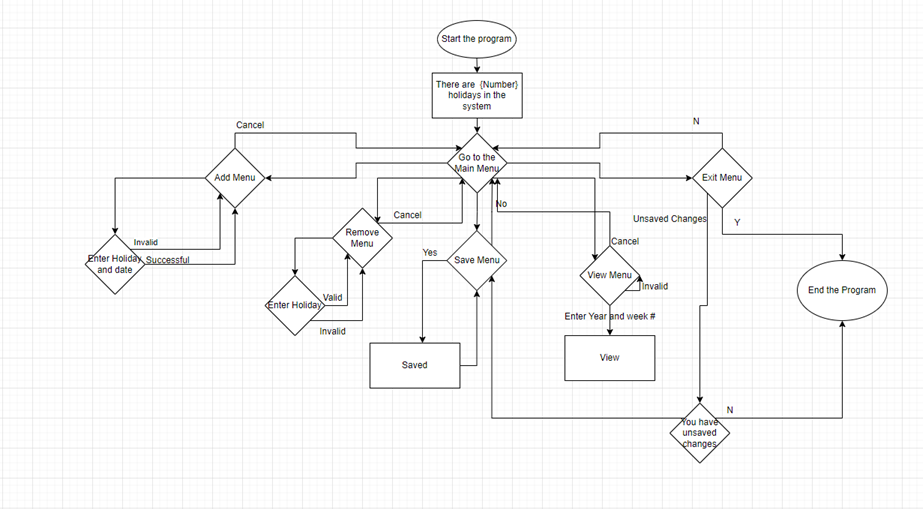 Start the program
There are {Number}
holidays in the
system
Cancel
N
Go to the
Main Menu
Add Menu
Exit Menu
No
Cancel
Unsaved Changes
Y
Remove
Menu
Invalid
Cancel
Enter Holiday
and date
Successful
Yes
Save Menu
View Menu
Invalid
End the Program
Valid
Enter Holiday
Enter Year and week #
Invalid
Saved
View
N
You have
unsaved
changes